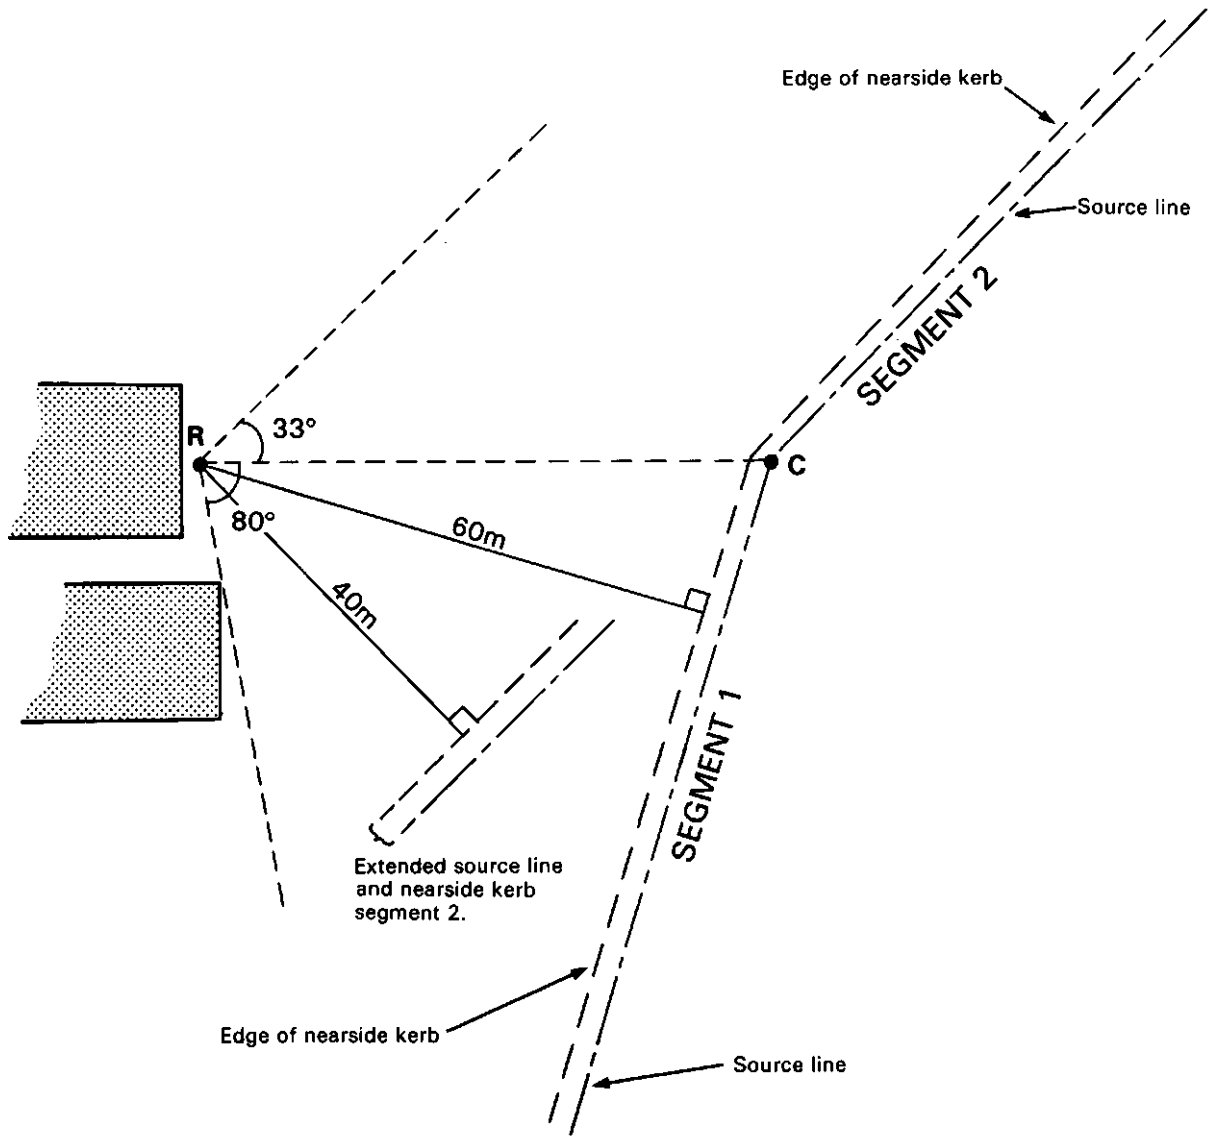 Edge of nearside kerb
Source line
SEGMENT 2
R
33°
C
80°
60m
40m
SEGMENT 1
Extended source line
and nearside kerb
segment 2.
Edge of nearside kerb
Source line